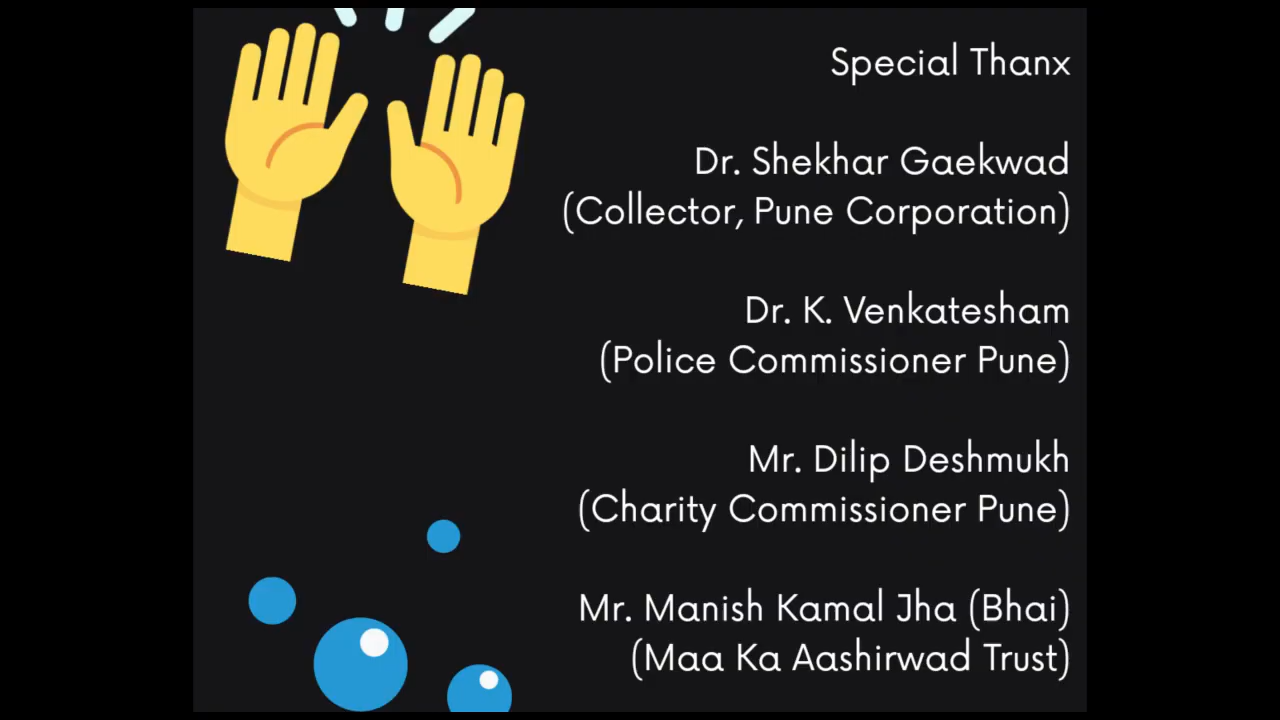 Special Thanx
Dr. Shekhar Gaekwad
(Collector, Pune Corporation)
Dr. K. Venkatesham
(Police Commissioner Pune)
Mr. Dilip Deshmukh
(Charity Commissioner Pune)
Mr. Manish Kamal Jha (Bhai)
(Maa Ka Aashirwad Trust)